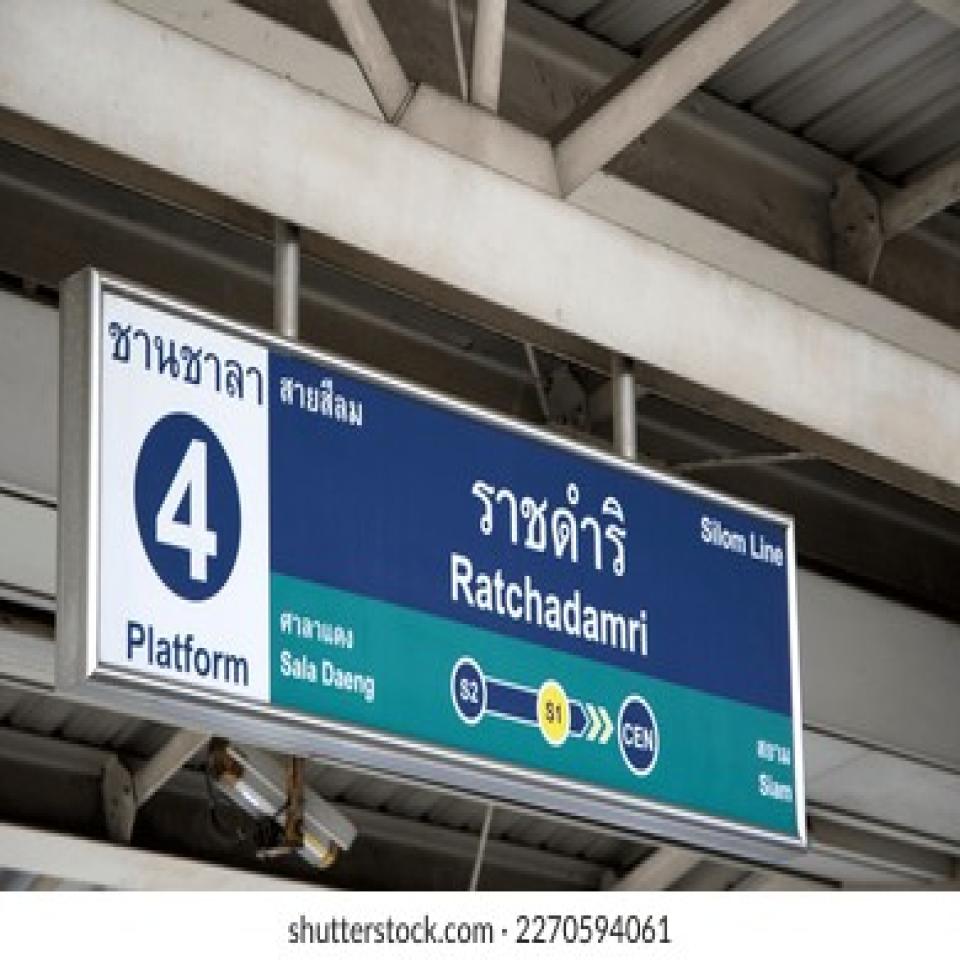 ชานชาลา
4
Platform
สายสีลม
ราชดำริ
Ratchadamri
Silom Line
ศาลาแดง
Sala Daeng
S2 S1 CEN
สยาม
Siam
shutterstock.com · 2270594061